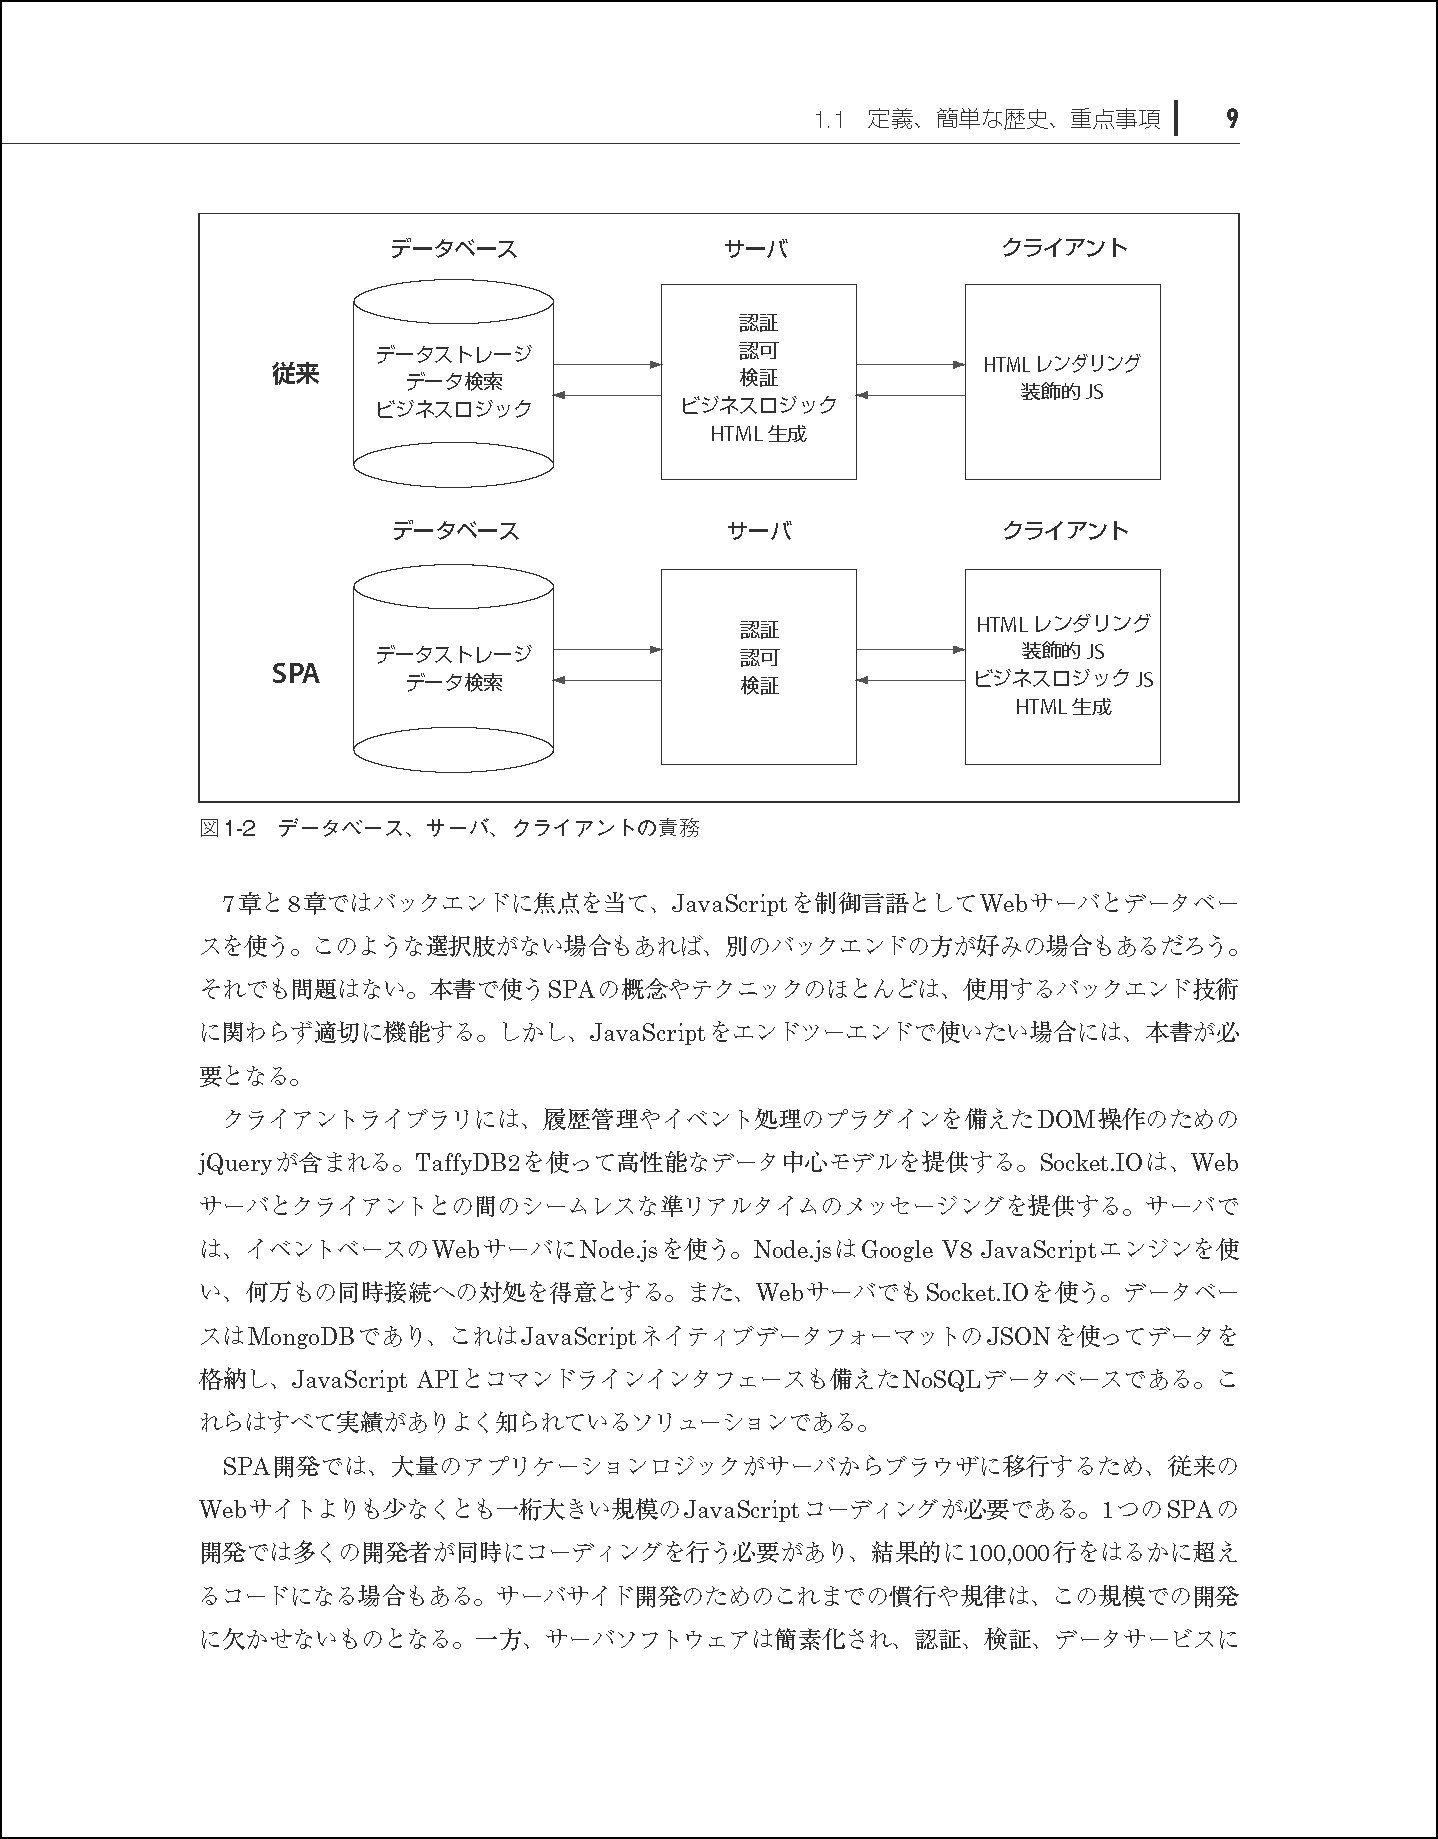 1.1　定義、簡単な歴史、重点事項　9
データベース　サーバ　クライアント
従来
データストレージ
データ検索
ビジネスロジック
認証
認可
検証
ビジネスロジック
HTML 生成
HTML レンダリング
装飾的 JS
データベース　サーバ　クライアント
SPA
データストレージ
データ検索
認証
認可
検証
HTML レンダリング
装飾的 JS
ビジネスロジック JS
HTML 生成
図1-2　データベース、サーバ、クライアントの責務
7章と8章ではバックエンドに焦点を当て、JavaScriptを制御言語としてWebサーバとデータベー
スを使う。このような選択肢がない場合もあれば、別のバックエンドの方が好みの場合もあるだろう。
それでも問題はない。本書で使うSPAの概念やテクニックのほとんどは、使用するバックエンド技術
に関わらず適切に機能する。しかし、JavaScriptをエンドツーエンドで使いたい場合には、本書が必
要となる。
クライアントライブラリには、履歴管理やイベント処理のプラグインを備えたDOM操作のための
jQueryが含まれる。TaffyDB2を使って高性能なデータ中心モデルを提供する。Socket.IOは、Web
サーバとクライアントとの間のシームレスな準リアルタイムのメッセージングを提供する。サーバで
は、イベントベースのWebサーバにNode.jsを使う。Node.jsはGoogle V8 JavaScriptエンジンを使
い、何万もの同時接続への対処を得意とする。また、WebサーバでもSocket.IOを使う。データベー
スはMongoDBであり、これはJavaScriptネイティブデータフォーマットのJSONを使ってデータを
格納し、JavaScript APIとコマンドラインインタフェースも備えたNoSQLデータベースである。こ
れらはすべて実績がありよく知られているソリューションである。
SPA開発では、大量のアプリケーションロジックがサーバからブラウザに移行するため、従来の
Webサイトよりも少なくとも一桁大きい規模のJavaScriptコーディングが必要である。1つのSPAの
開発では多くの開発者が同時にコーディングを行う必要があり、結果的に100,000行をはるかに超え
るコードになる場合もある。サーバサイド開発のためのこれまでの慣行や規律は、この規模での開発
に欠かせないものとなる。一方、サーバソフトウェアは簡素化され、認証、検証、データサービスに